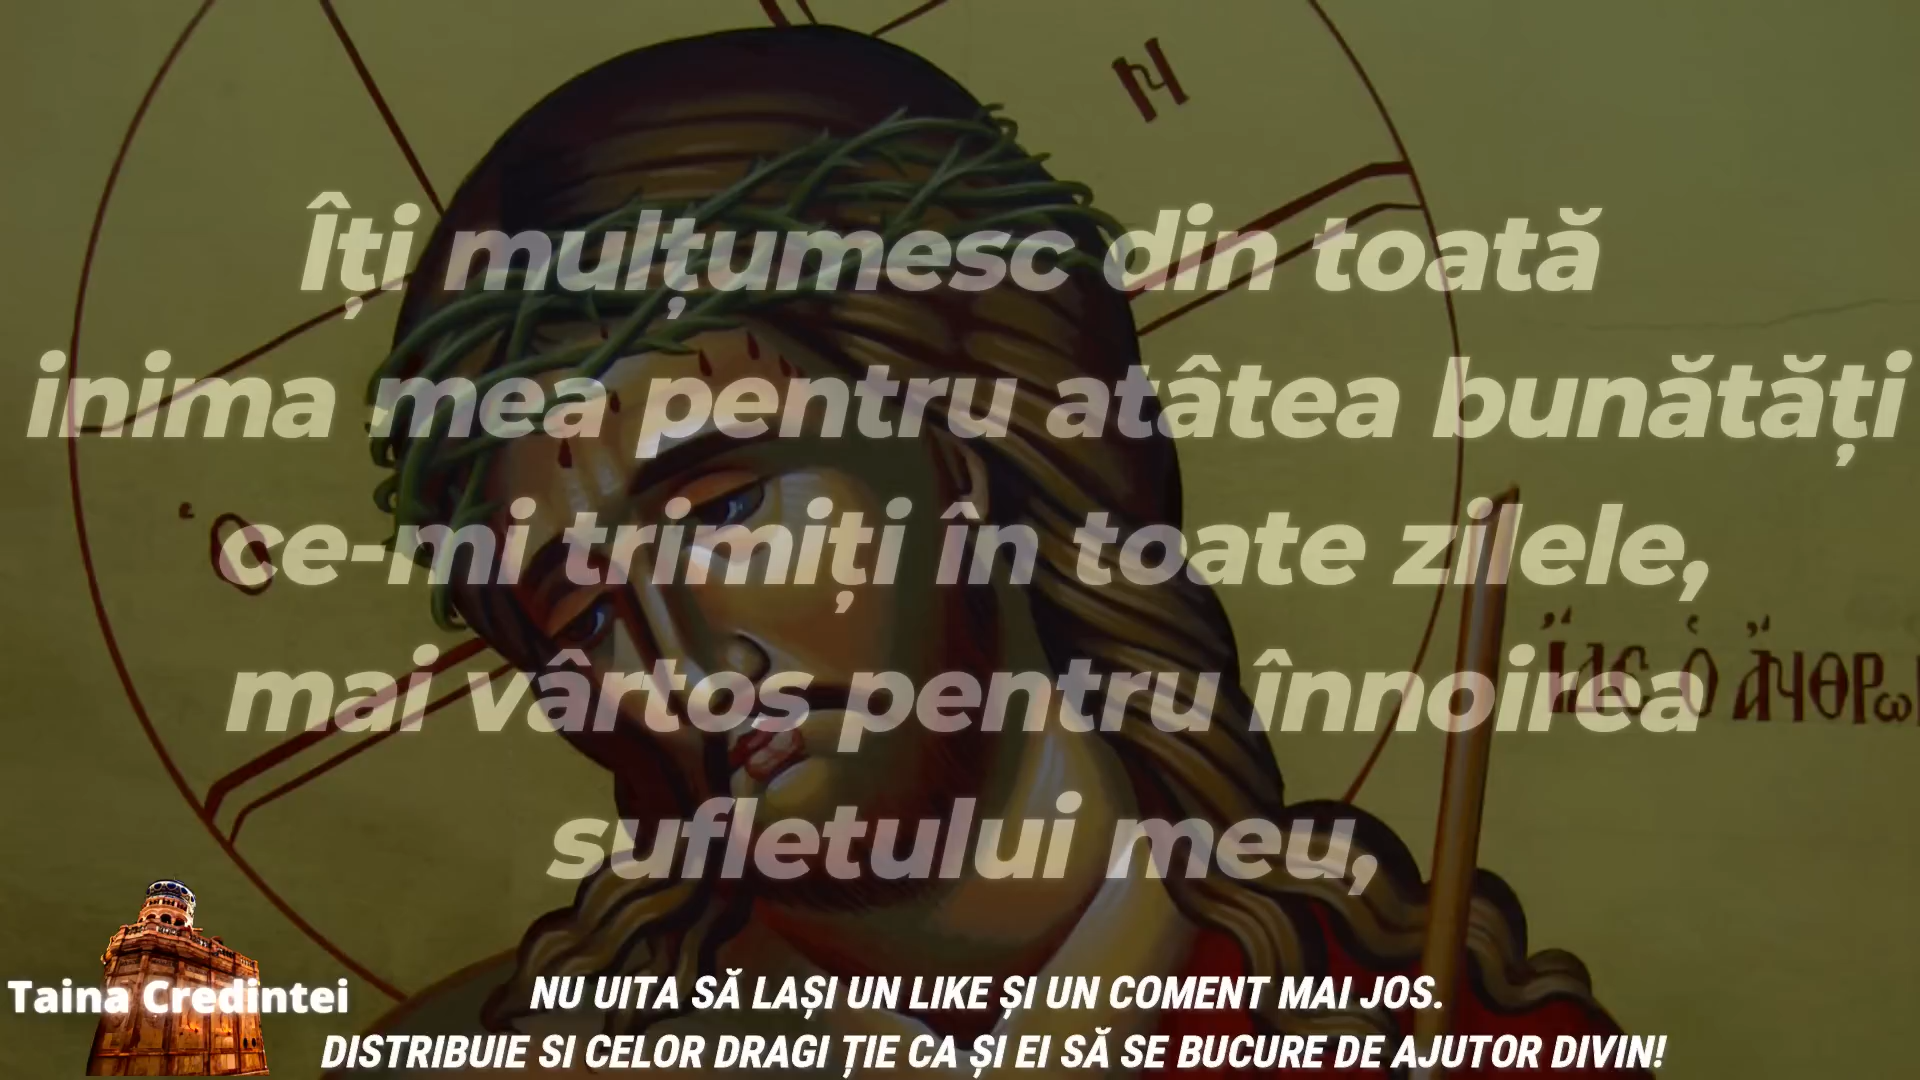 Îți mulțumesc din toată
inima mea pentru atâtea bunătăți
ce-mi trimiți în toate zilele,
mai vârtos pentru înnoirea
sufletului meu,
Ν
Ὁ
Taina Credintei
NU UITA SĂ LAȘI UN LIKE ȘI UN COMENT MAI JOS.
DISTRIBUIE SI CELOR DRAGI ȚIE CA ȘI EI SĂ SE BUCURE DE AJUTOR DIVIN!